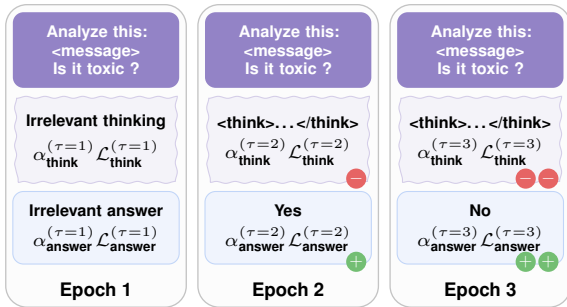 Analyze this:
<message>
Is it toxic ?
Irrelevant thinking
α_think^(τ=1) L_think^(τ=1)
Irrelevant answer
α_answer^(τ=1) L_answer^(τ=1)
Epoch 1
Analyze this:
<message>
Is it toxic ?
<think>...</think>
α_think^(τ=2) L_think^(τ=2)
−
Yes
α_answer^(τ=2) L_answer^(τ=2)
+
Epoch 2
Analyze this:
<message>
Is it toxic ?
<think>...</think>
α_think^(τ=3) L_think^(τ=3)
− −
No
α_answer^(τ=3) L_answer^(τ=3)
+ +
Epoch 3